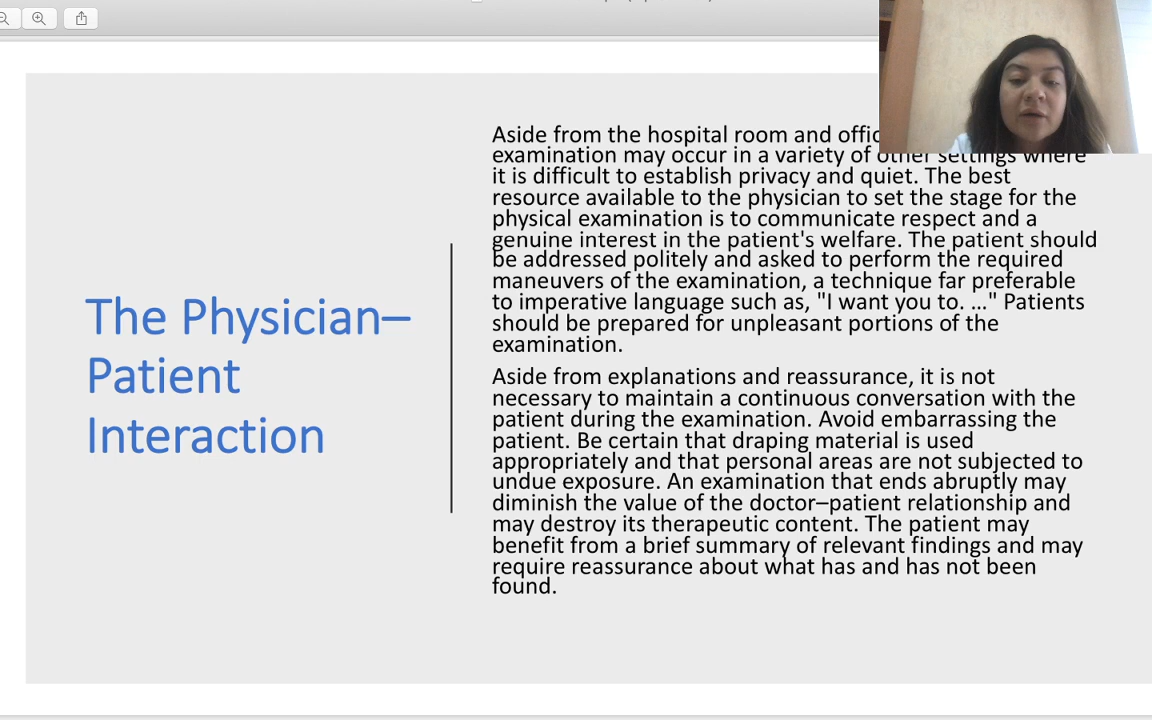 The Physician–
Patient
Interaction
Aside from the hospital room and
examination may occur in a variety of other settings where
it is difficult to establish privacy and quiet. The best
resource available to the physician to set the stage for the
physical examination is to communicate respect and a
genuine interest in the patient's welfare. The patient should
be addressed politely and asked to perform the required
maneuvers of the examination, a technique far preferable
to imperative language such as, "I want you to. ..." Patients
should be prepared for unpleasant portions of the
examination.
Aside from explanations and reassurance, it is not
necessary to maintain a continuous conversation with the
patient during the examination. Avoid embarrassing the
patient. Be certain that draping material is used
appropriately and that personal areas are not subjected to
undue exposure. An examination that ends abruptly may
diminish the value of the doctor–patient relationship and
may destroy its therapeutic content. The patient may
benefit from a brief summary of relevant findings and may
require reassurance about what has and has not been
found.